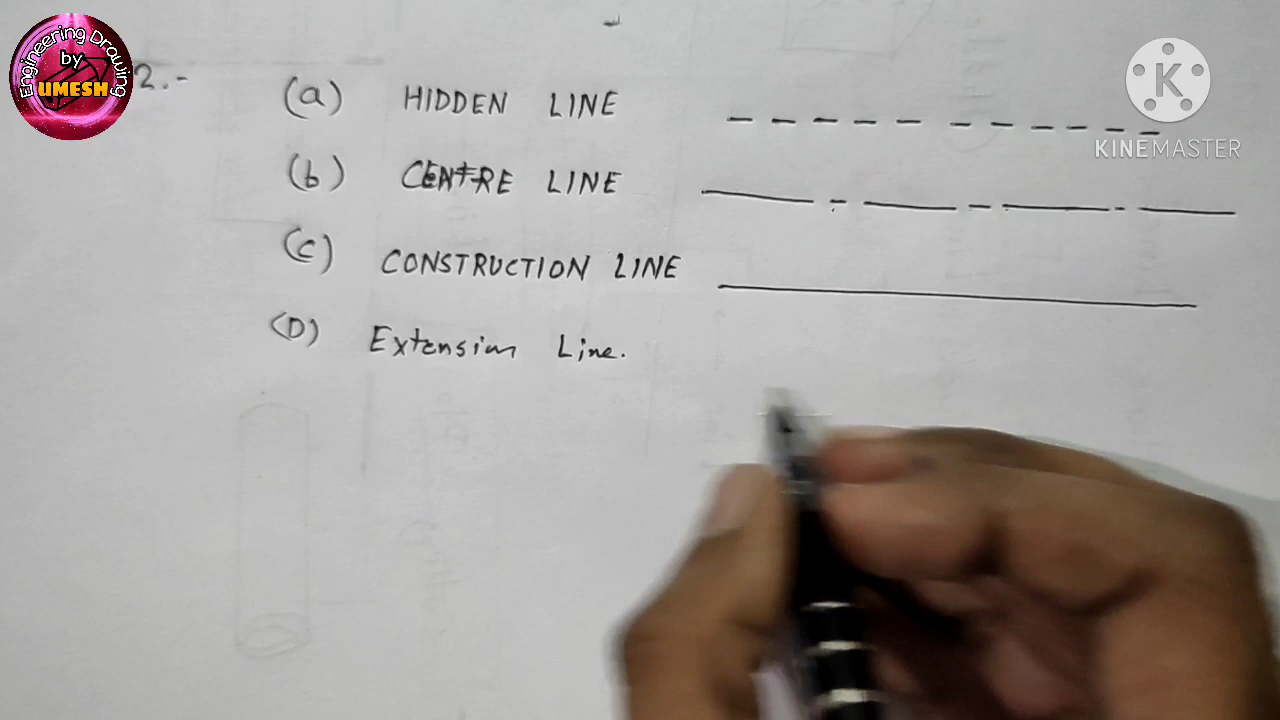 Engineering Drawing
by
UMESH
2.-
(a) HIDDEN LINE
(b) CENTRE LINE
(c) CONSTRUCTION LINE
(D) Extension Line.
K
KINEMASTER